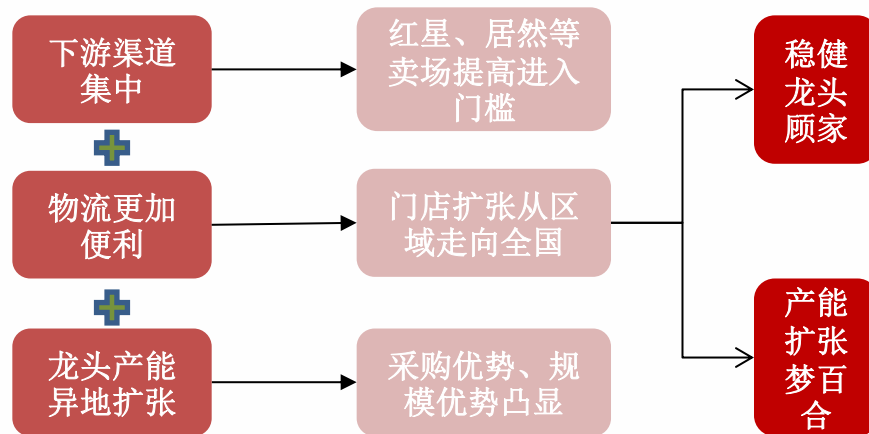 下游渠道
集中
红星、居然等
卖场提高进入
门槛
稳健
龙头
顾家
物流更加
便利
门店扩张从区
域走向全国
龙头产能
异地扩张
采购优势、规
模优势凸显
产能
扩张
梦百
合